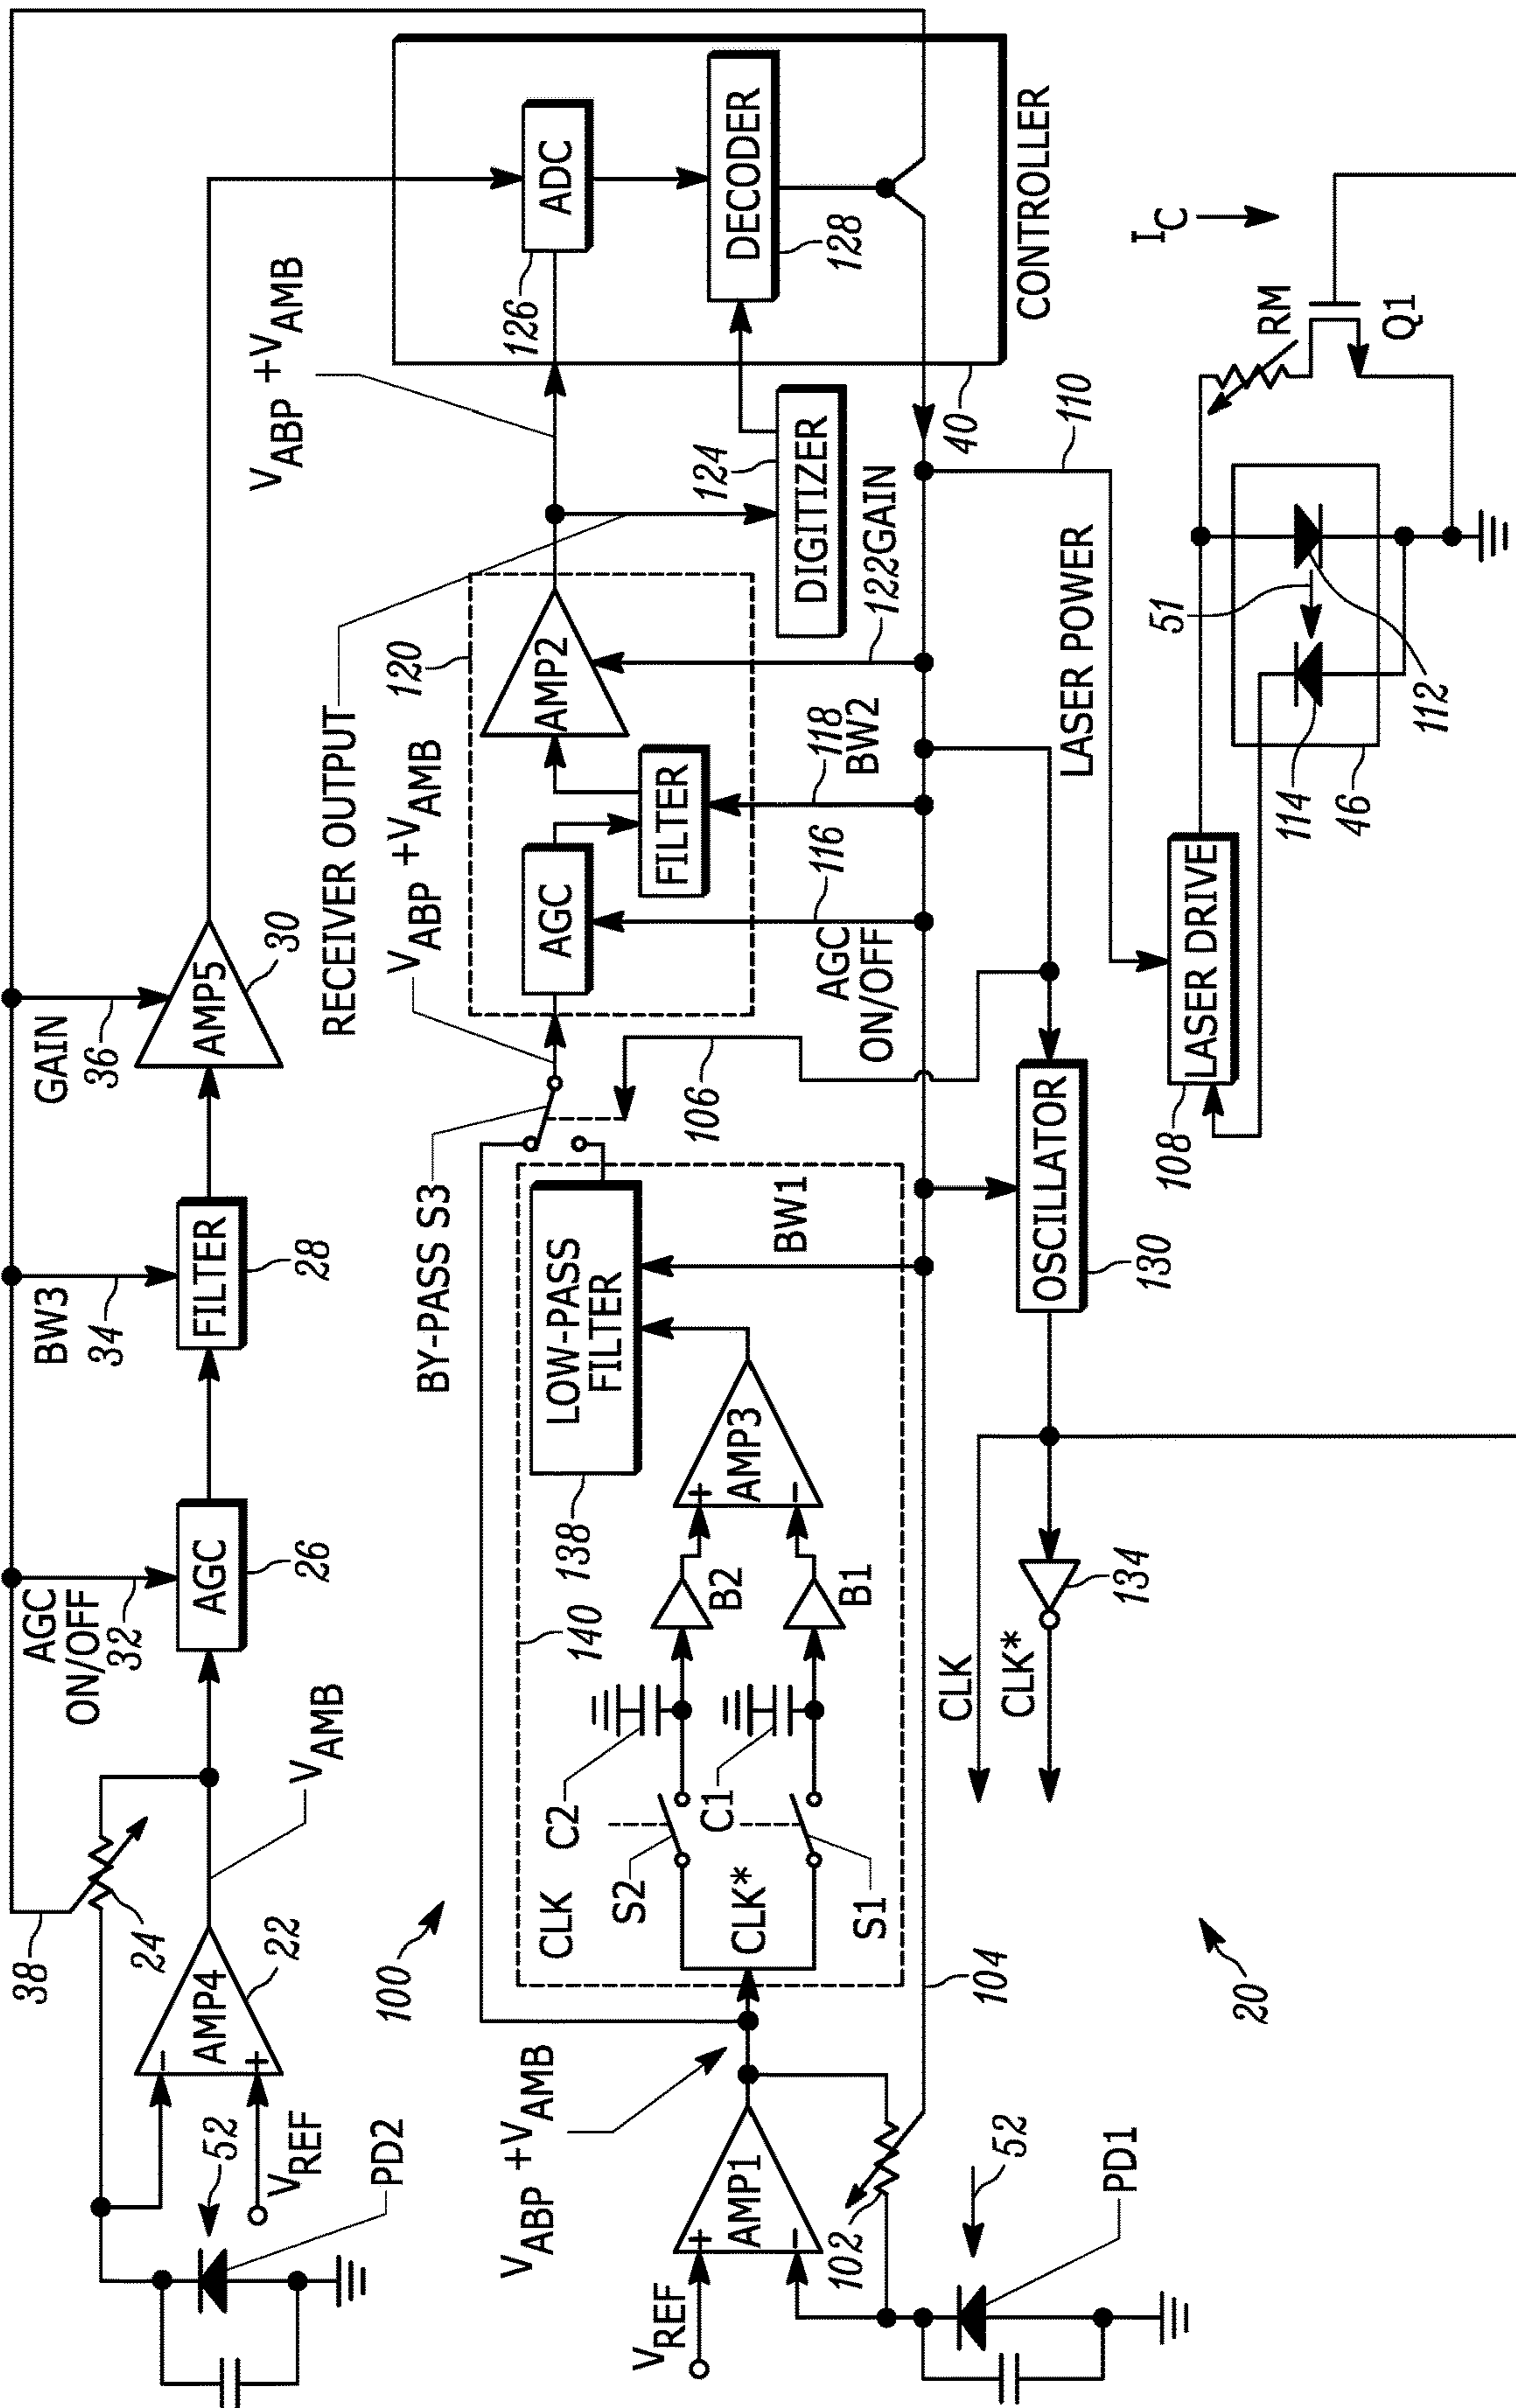 38
24
AMP4
22
52
VREF
PD2
VAMB
AGC
ON/OFF
32
AGC
26
BW3
34
FILTER
28
GAIN
36
AMP5
30
100
VABP +VAMB
VREF
AMP1
102
52
PD1
104
20
C2
CLK
S2
CLK*
C1
S1
B2
B1
140
138
LOW-PASS
FILTER
AMP3
BW1
BY-PASS S3
106
RECEIVER OUTPUT
VABP +VAMB
120
AGC
FILTER
AMP2
AGC
ON/OFF
116
118
BW2
122
GAIN
VABP +VAMB
124
DIGITIZER
126
ADC
DECODER
128
CONTROLLER
40
CLK
CLK*
134
OSCILLATOR
130
LASER POWER
110
108
LASER DRIVE
51
112
114
46
RM
Q1
IC